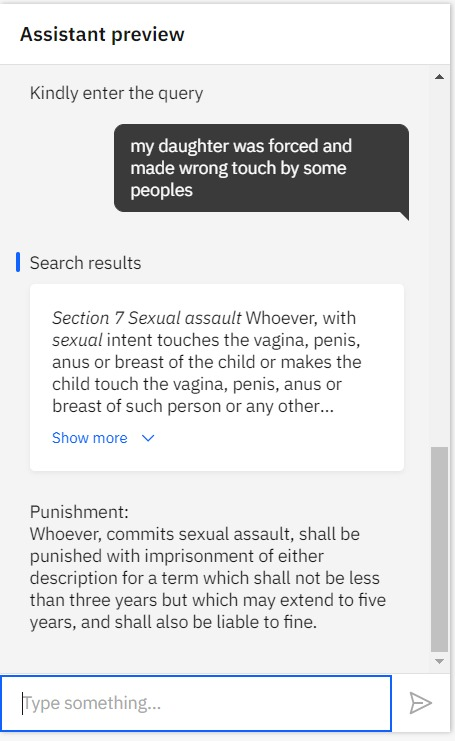 Assistant preview
Kindly enter the query
my daughter was forced and
made wrong touch by some
peoples
Search results
Section 7 Sexual assault Whoever, with
sexual intent touches the vagina, penis,
anus or breast of the child or makes the
child touch the vagina, penis, anus or
breast of such person or any other...
Show more
Punishment:
Whoever, commits sexual assault, shall be
punished with imprisonment of either
description for a term which shall not be less
than three years but which may extend to five
years, and shall also be liable to fine.
Type something...